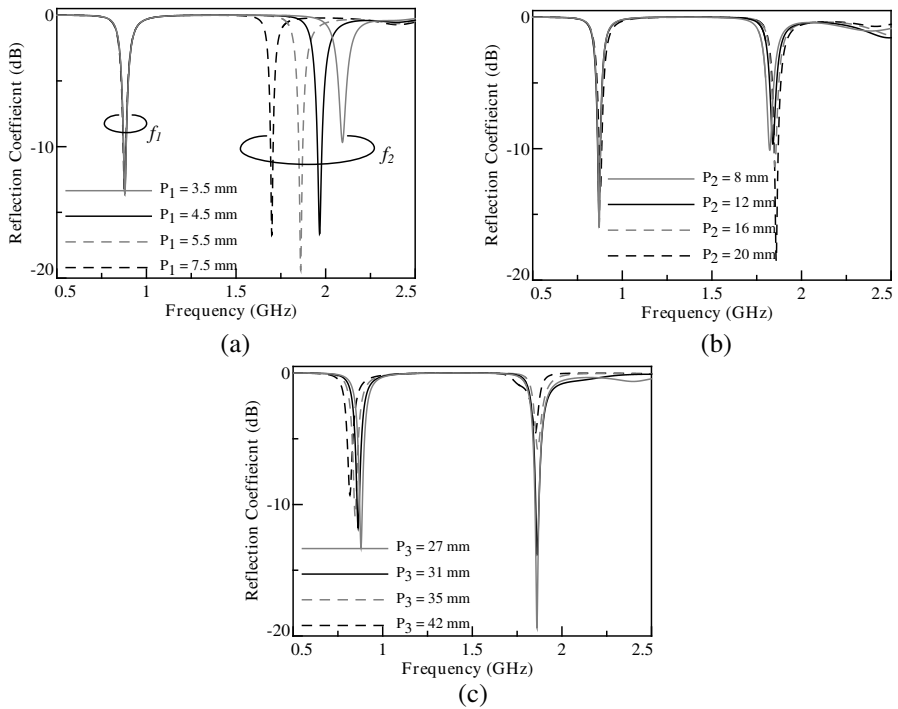 0
-10
-20
Reflection Coeffieicnt (dB)
f1
f2
P1 = 3.5 mm
P1 = 4.5 mm
P1 = 5.5 mm
P1 = 7.5 mm
0.5 1 1.5 2 2.5
Frequency (GHz)
(a)
0
-10
-20
Reflection Coeffieicnt (dB)
P2 = 8 mm
P2 = 12 mm
P2 = 16 mm
P2 = 20 mm
0.5 1 1.5 2 2.5
Frequency (GHz)
(b)
0
-10
-20
Reflection Coeffieicnt (dB)
P3 = 27 mm
P3 = 31 mm
P3 = 35 mm
P3 = 42 mm
0.5 1 1.5 2 2.5
Frequency (GHz)
(c)